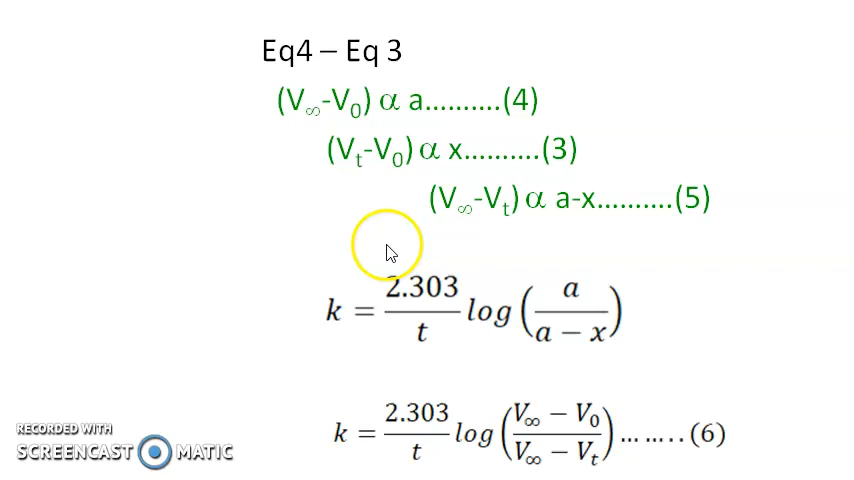 Eq4 – Eq 3
(V∞-V0) α a..........(4)
(Vt-V0) α x..........(3)
(V∞-Vt) α a-x..........(5)
k = 2.303/t log (a/(a − x))
k = 2.303/t log ((V∞ − V0)/(V∞ − Vt)) ... ... . . (6)
RECORDED WITH
SCREENCAST MATIC